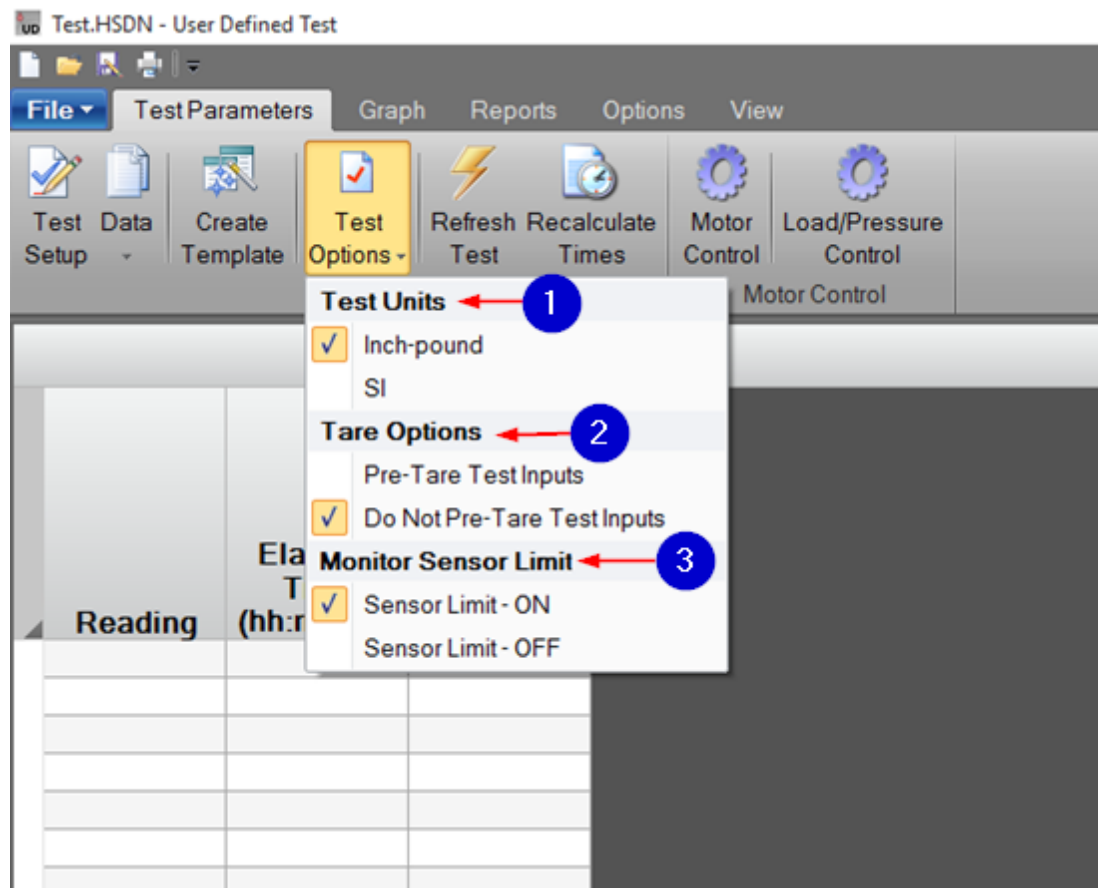 UD Test.HSDN - User Defined Test
File Test Parameters Graph Reports Options View
Test Setup
Data
Create Template
Test Options
Refresh Test
Recalculate Times
Motor Control
Load/Pressure Control
Motor Control
Test Units 1
Inch-pound
SI
Tare Options 2
Pre-Tare Test Inputs
Do Not Pre-Tare Test Inputs
Monitor Sensor Limit 3
Sensor Limit - ON
Sensor Limit - OFF
Reading